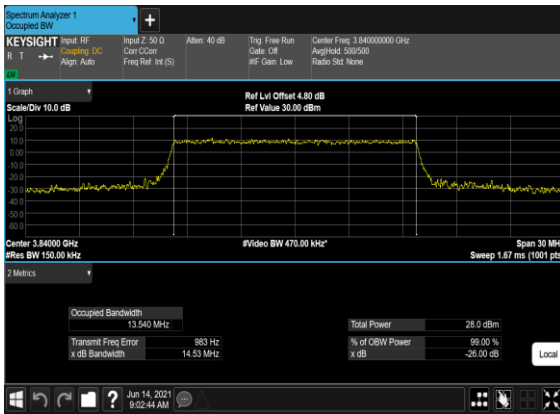 Spectrum Analyzer 1
Occupied BW
+
KEYSIGHT
R T
Input: RF
Coupling: DC
Align: Auto
Input Z: 50 Ω
Corr CCorr
Freq Ref: Int (S)
Atten: 40 dB
Trig: Free Run
Gate: Off
#IF Gain: Low
Center Freq: 3.840000000 GHz
Avg|Hold: 500/500
Radio Std: None
1 Graph
Scale/Div 10.0 dB
Ref Lvl Offset 4.80 dB
Ref Value 30.00 dBm
Log
20.0
10.0
0.00
-10.0
-20.0
-30.0
-40.0
-50.0
-60.0
Center 3.84000 GHz
#Res BW 150.00 kHz
#Video BW 470.00 kHz*
Span 30 MH
Sweep 1.67 ms (1001 pts
2 Metrics
Occupied Bandwidth
13.540 MHz
Transmit Freq Error 983 Hz
x dB Bandwidth 14.53 MHz
Total Power 28.0 dBm
% of OBW Power 99.00 %
x dB -26.00 dB
Local
?
Jun 14, 2021
9:02:44 AM